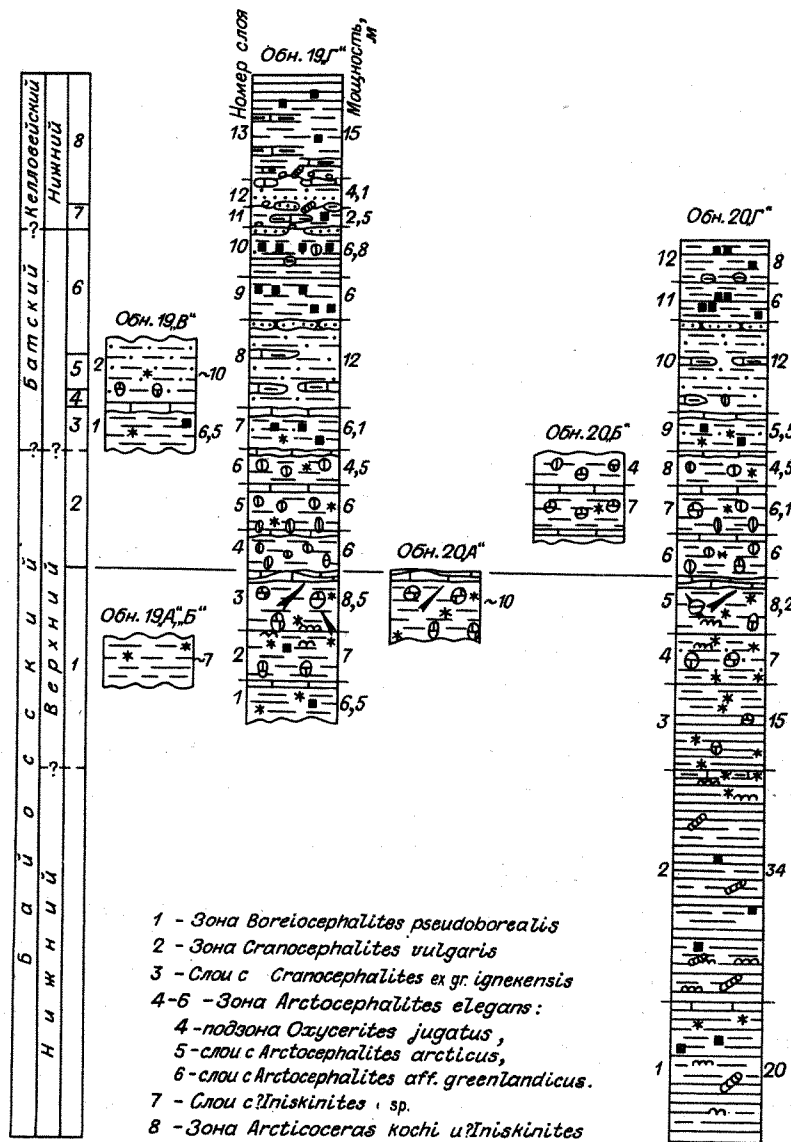 Номер слоя
Мощность, м
Обн. 19„Г“
13 15
12 4,1
11 2,5
10 6,8
9 6
8 12
7 6,1
6 4,5
5 6
4 6
3 8,5
2 7
1 6,5
Келловейский
Нижний
8
7
?
Батский
6
5
4
3
? ?
Байосский
Верхний
2
1
?
Нижний
Обн. 19„В“
2 ~10
1 6,5
Обн. 19„А“„Б“
~7
Обн. 20„А“
~10
Обн. 20„Б“
4
7
Обн. 20„Г“
12 8
11 6
10 12
9 5,5
8 4,5
7 6,1
6 6
5 8,2
4 7
3 15
2 34
1 20
1 - Зона Boreiocephalites pseudoborealis
2 - Зона Cranocephalites vulgaris
3 - Слои с Cranocephalites ex gr. ignekensis
4-6 - Зона Arctocephalites elegans:
4 - подзона Oxycerites jugatus,
5 - слои с Arctocephalites arcticus,
6 - слои с Arctocephalites aff. greenlandicus.
7 - Слои с ?Iniskinites sp.
8 - Зона Arcticoceras kochi и ?Iniskinites